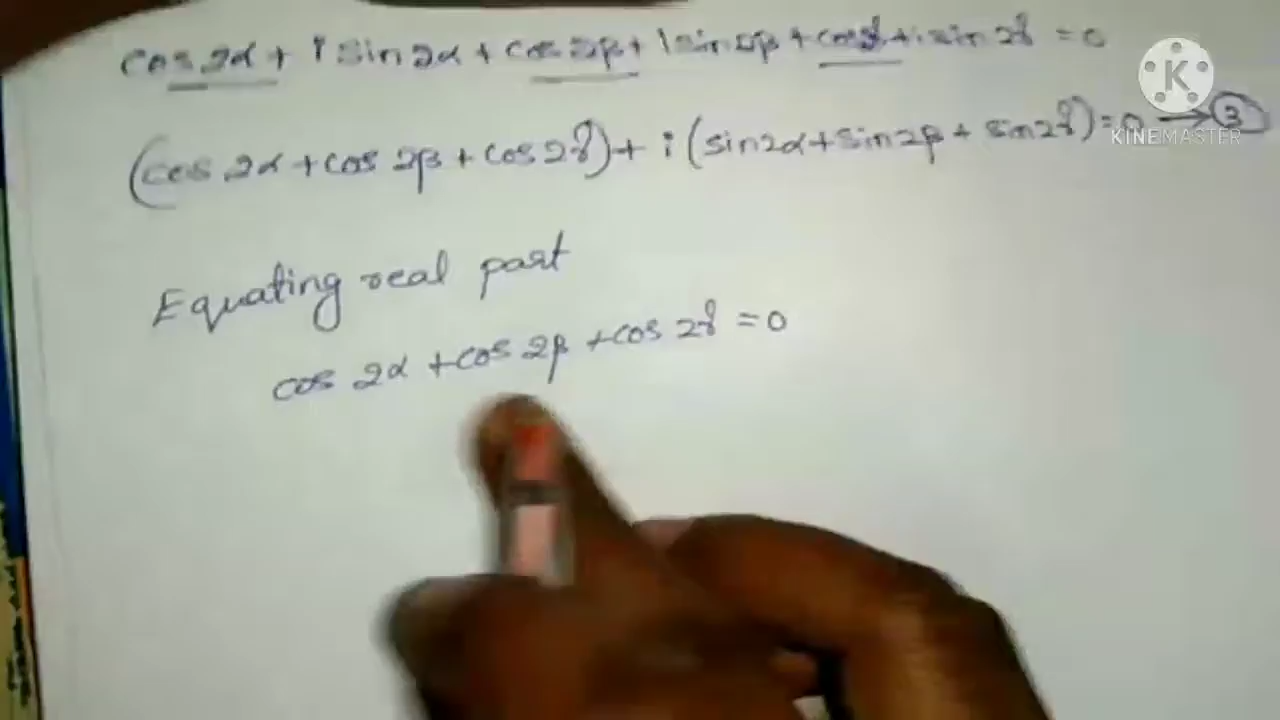 cos 2α + i sin 2α + cos 2β + i sin 2β + cos 2γ + i sin 2γ = 0
(cos 2α + cos 2β + cos 2γ) + i (sin 2α + sin 2β + sin 2γ) = 0 → 3
K
KINEMASTER
Equating real part
cos 2α + cos 2β + cos 2γ = 0